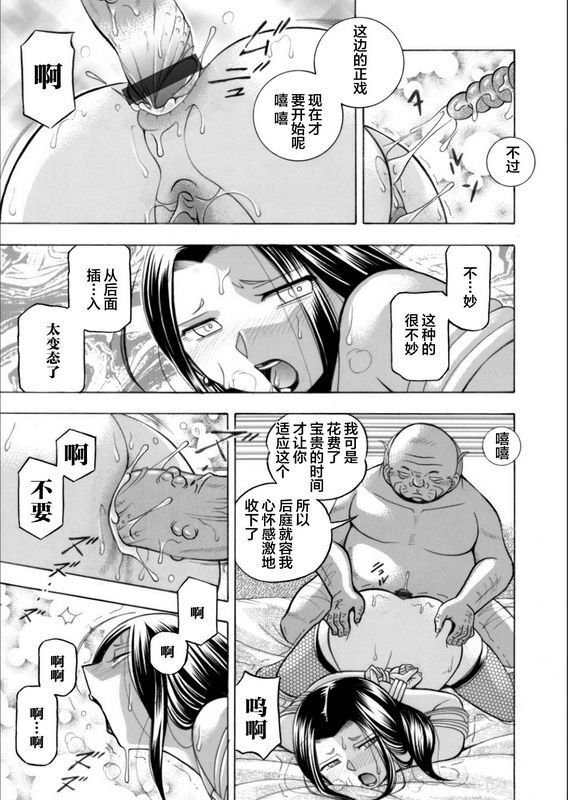 不过
这边的
正戏
现在才
要开始呢
嘻嘻
啊
不…妙
这种的
很不妙
从后面
插…入
太变态了
嘻嘻
我可是
花费了
宝贵的时间
才让你
适应这个
所以
后庭就容我
心怀感激地
收下了
呜啊
啊
不要
啊
啊啊
啊…啊